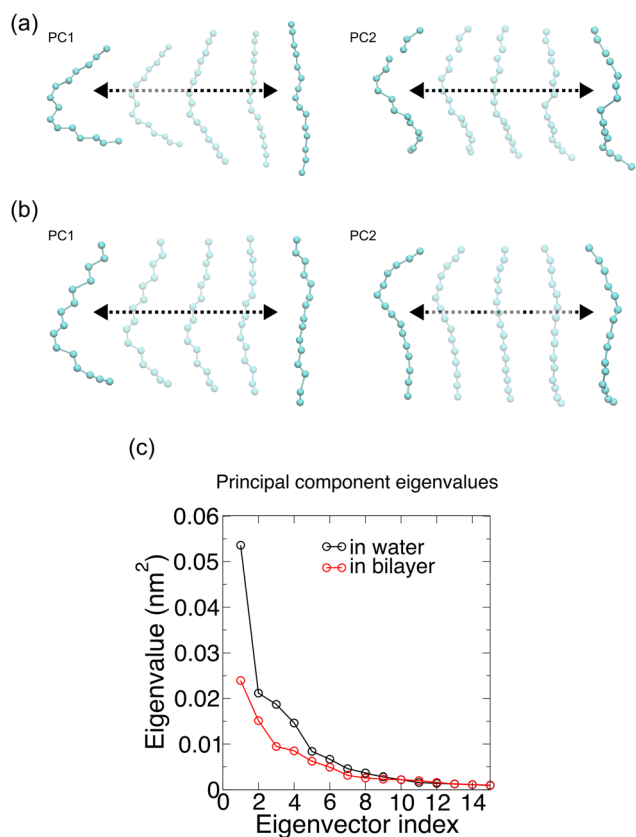 (a)
PC1 PC2
(b)
PC1 PC2
(c)
Principal component eigenvalues
0.06
0.05
0.04
0.03
0.02
0.01
0
Eigenvalue (nm²)
in water
in bilayer
0 2 4 6 8 10 12 14
Eigenvector index